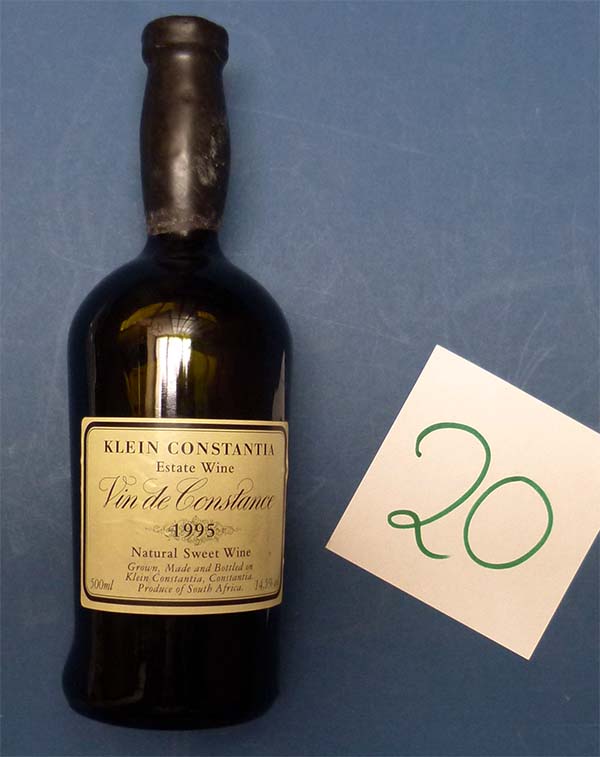 KLEIN CONSTANTIA
Estate Wine
Vin de Constance
1995
Natural Sweet Wine
Grown, Made and Bottled on
Klein Constantia, Constantia.
500ml Produce of South Africa. 14.5%
20